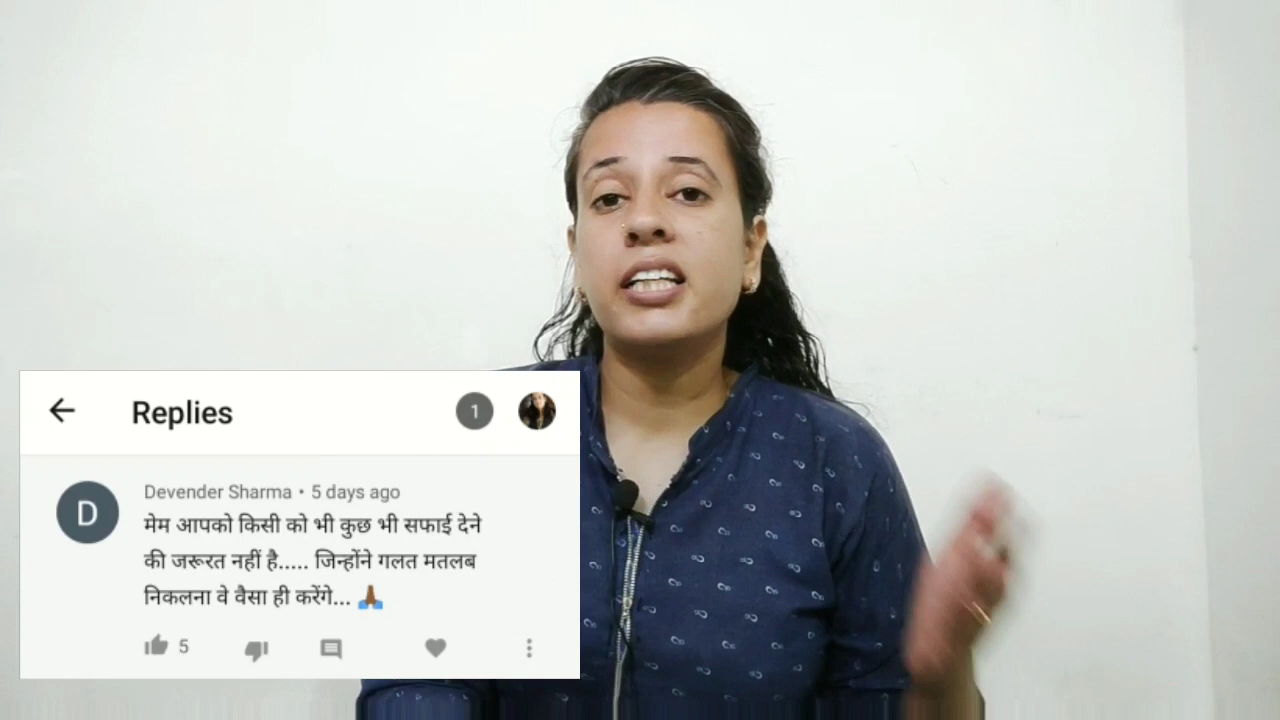 Replies
1
D
Devender Sharma • 5 days ago
मेम आपको किसी को भी कुछ भी सफाई देने
की जरूरत नहीं है..... जिन्होंने गलत मतलब
निकलना वे वैसा ही करेंगे... 🙏🏾
5